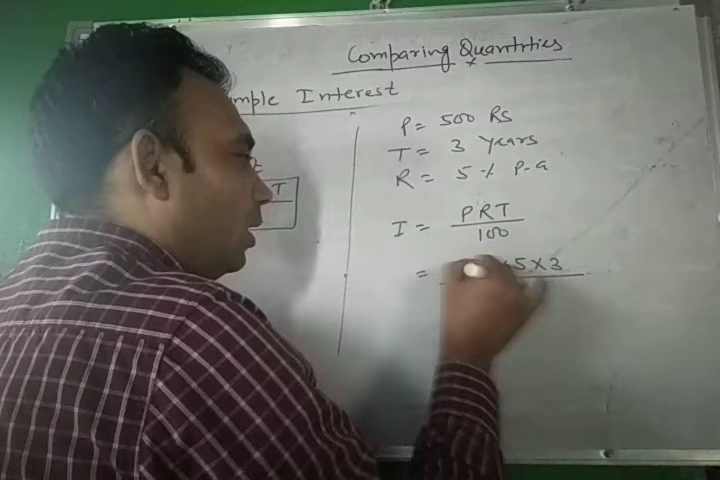 Comparing Quantities
mple Interest
P = 500 Rs
T = 3 Years
R = 5 % P-a
T
I = PRT
100
= × 5 × 3